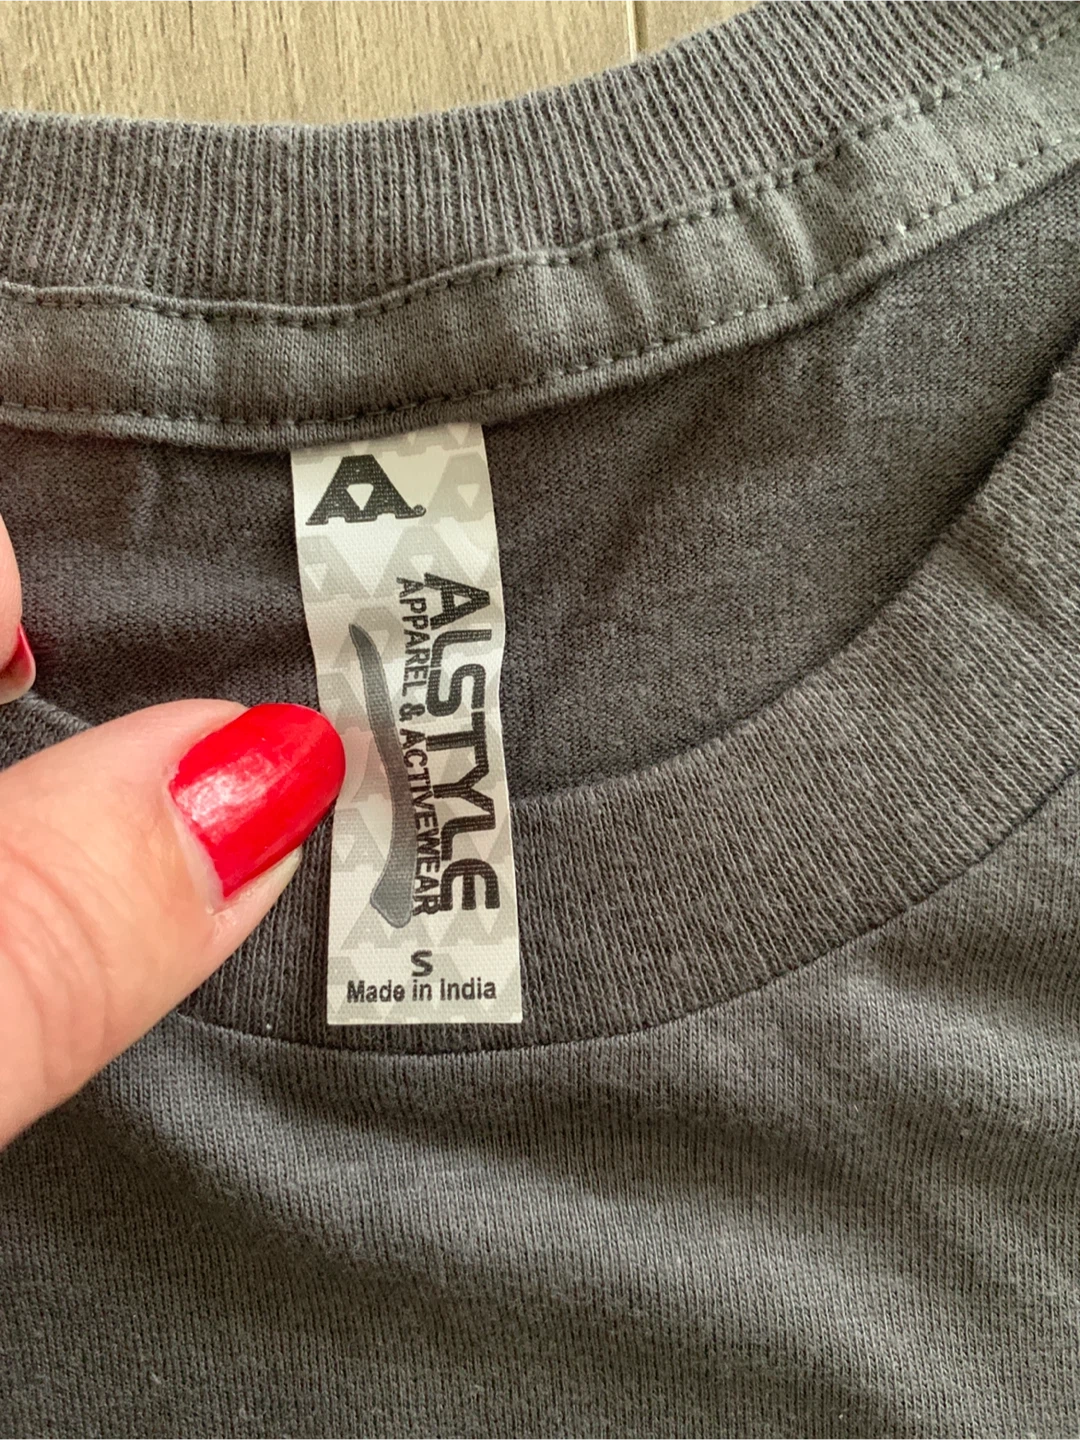 ALSTYLE
APPAREL & ACTIVEWEAR
S
Made in India